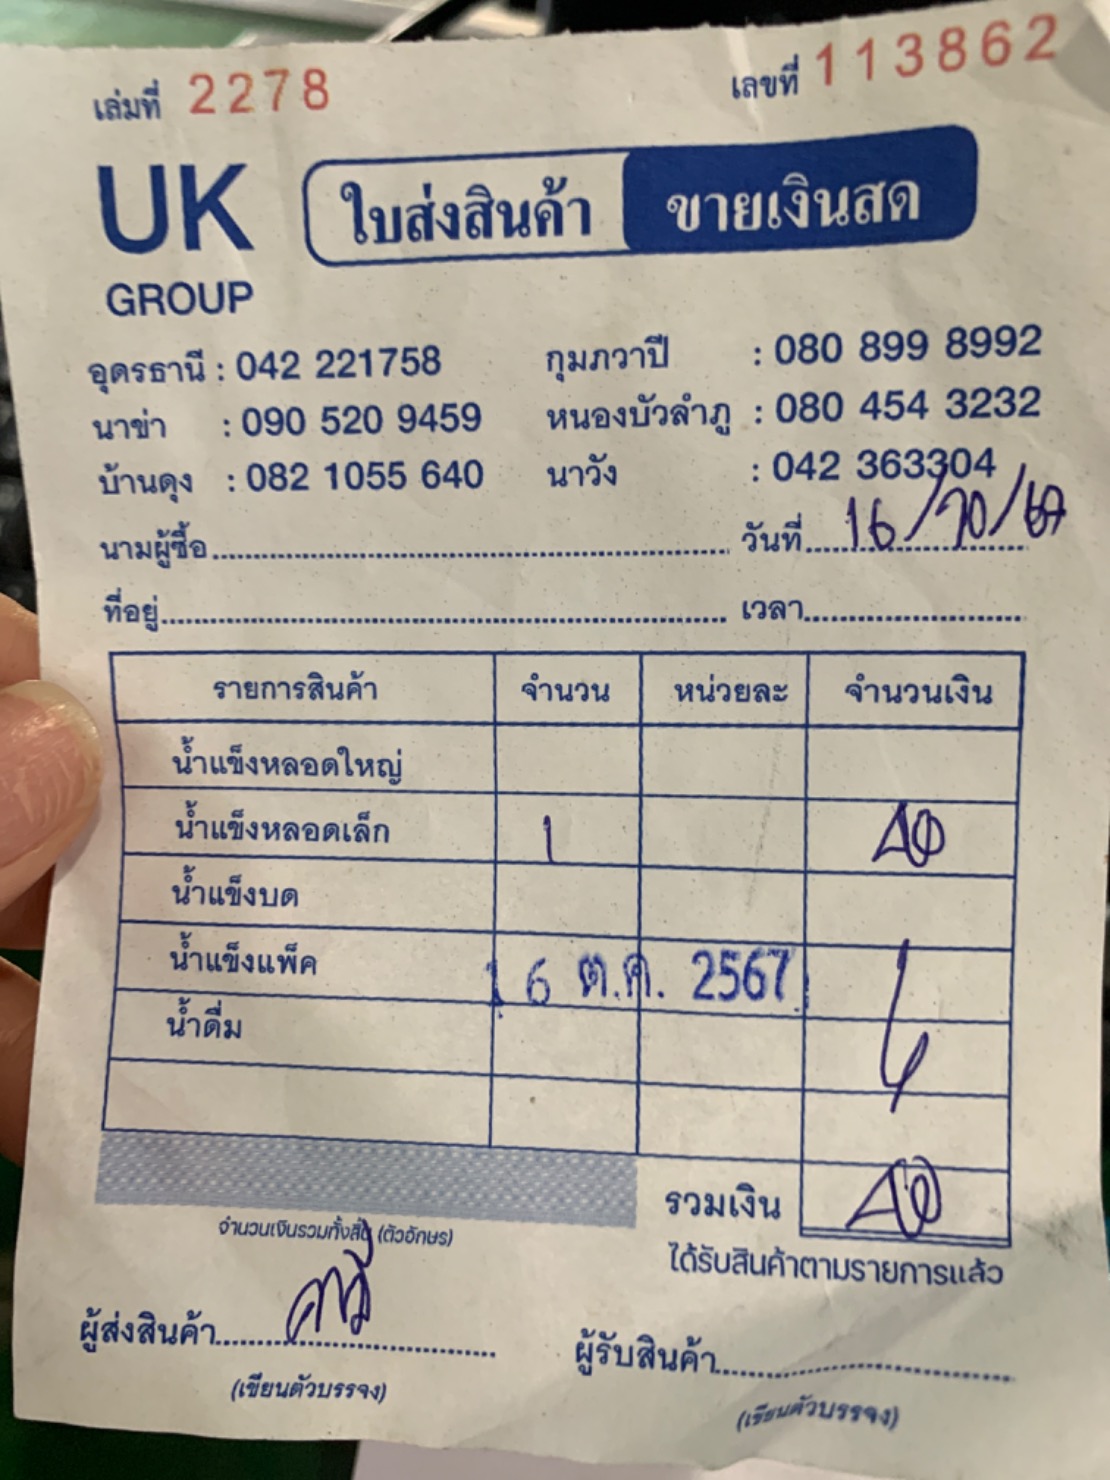 เล่มที่ 2278 เลขที่ 113862
UK GROUP
ใบส่งสินค้า ขายเงินสด
อุดรธานี : 042 221758 กุมภวาปี : 080 899 8992
นาข่า : 090 520 9459 หนองบัวลำภู : 080 454 3232
บ้านดุง : 082 1055 640 นาวัง : 042 363304
นามผู้ซื้อ วันที่ 16/10/67
ที่อยู่ เวลา
รายการสินค้า จำนวน หน่วยละ จำนวนเงิน
น้ำแข็งหลอดใหญ่
น้ำแข็งหลอดเล็ก 1 40
น้ำแข็งบด
น้ำแข็งแพ็ค 16 ต.ค. 2567
น้ำดื่ม
รวมเงิน 40
จำนวนเงินรวมทั้งสิ้น (ตัวอักษร)
ได้รับสินค้าตามรายการแล้ว
ผู้ส่งสินค้า ผู้รับสินค้า
(เขียนตัวบรรจง) (เขียนตัวบรรจง)